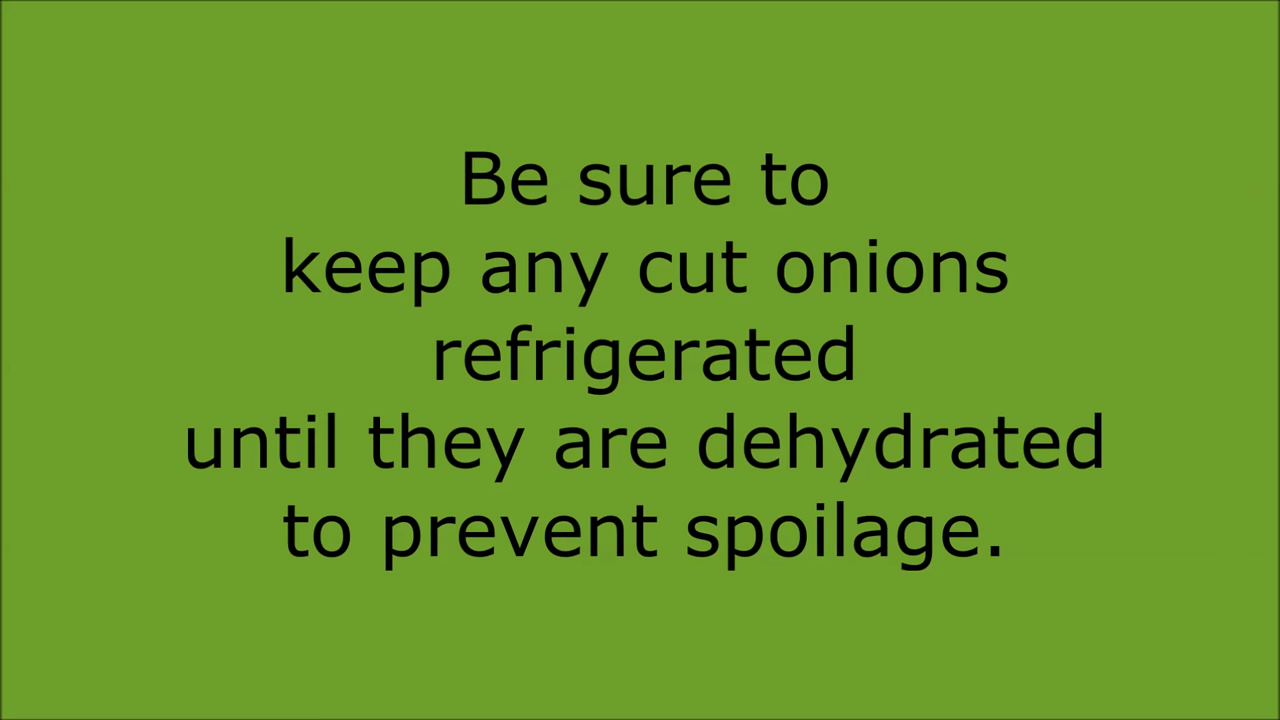 Be sure to
keep any cut onions
refrigerated
until they are dehydrated
to prevent spoilage.